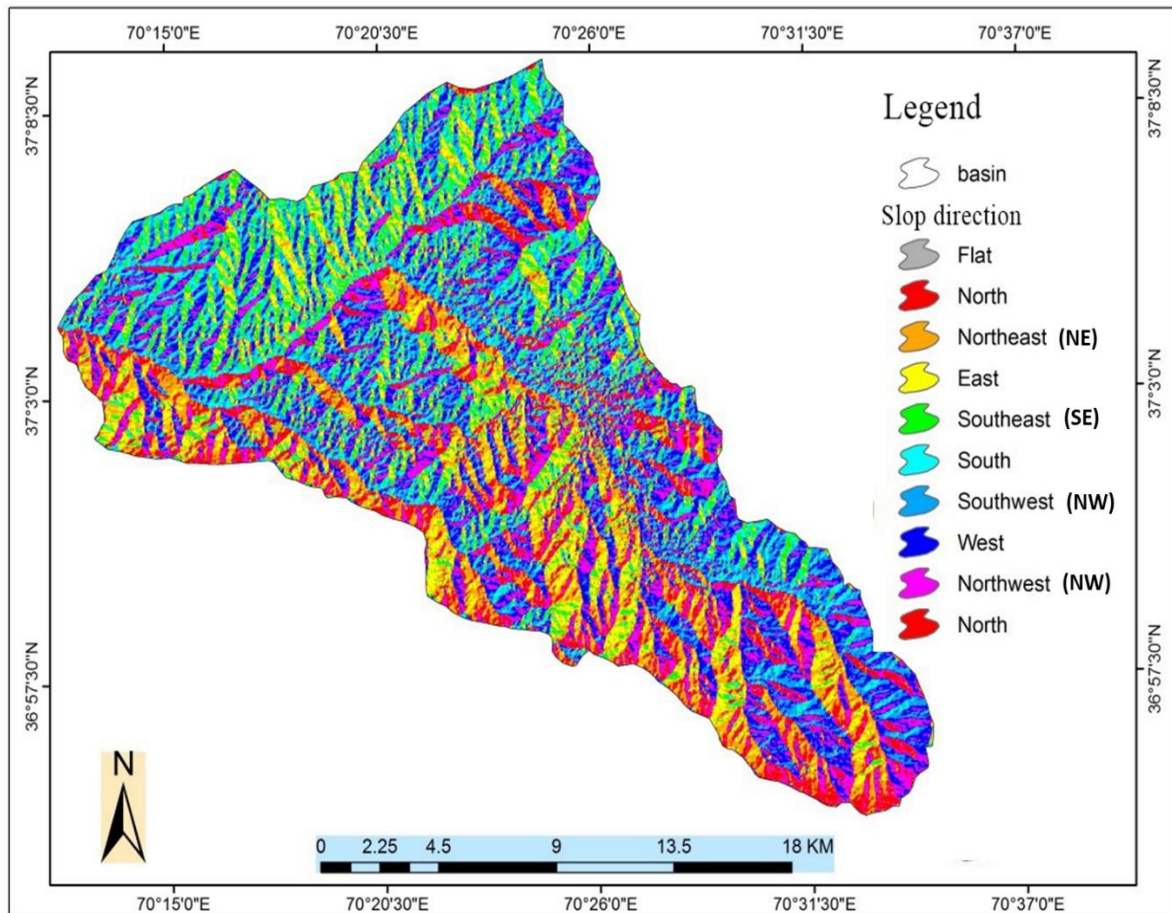 70°15'0"E 70°20'30"E 70°26'0"E 70°31'30"E 70°37'0"E
37°8'30"N
37°8'30"N
Legend
basin
Slop direction
Flat
North
Northeast (NE)
East
Southeast (SE)
South
Southwest (NW)
West
Northwest (NW)
North
37°3'0"N
37°3'0"N
36°57'30"N
36°57'30"N
N
0 2.25 4.5 9 13.5 18 KM
70°15'0"E 70°20'30"E 70°26'0"E 70°31'30"E 70°37'0"E